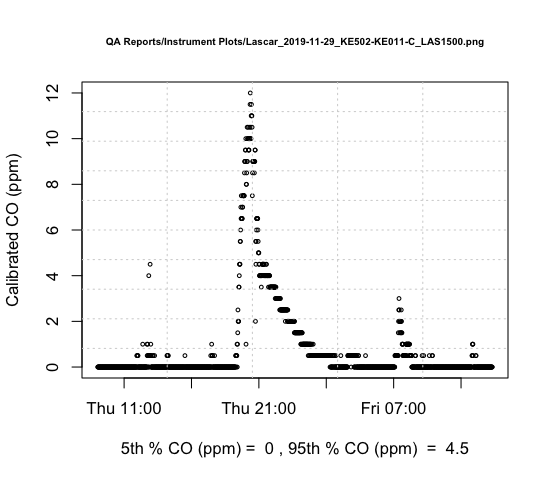 QA Reports/Instrument Plots/Lascar_2019-11-29_KE502-KE011-C_LAS1500.png
Calibrated CO (ppm)
12
10
8
6
4
2
0
Thu 11:00 Thu 21:00 Fri 07:00
5th % CO (ppm) = 0 , 95th % CO (ppm) = 4.5